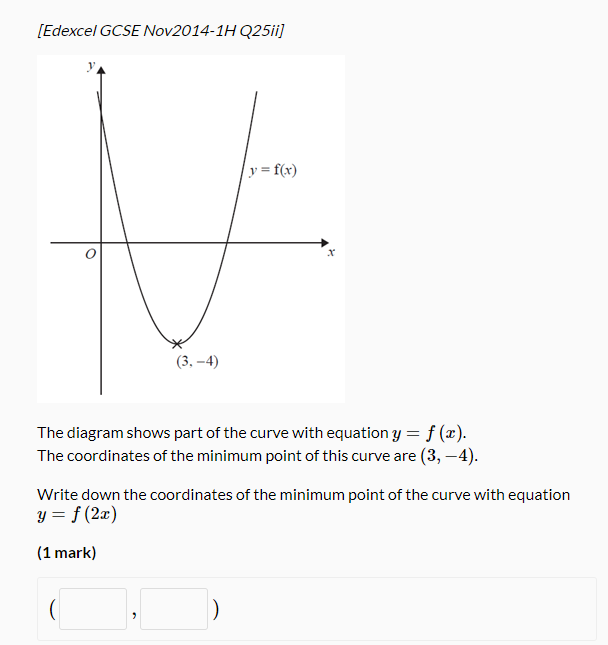 [Edexcel GCSE Nov2014-1H Q25ii]
y
y = f(x)
O
x
(3, –4)
The diagram shows part of the curve with equation y = f (x).
The coordinates of the minimum point of this curve are (3, −4).
Write down the coordinates of the minimum point of the curve with equation
y = f (2x)
(1 mark)
( , )